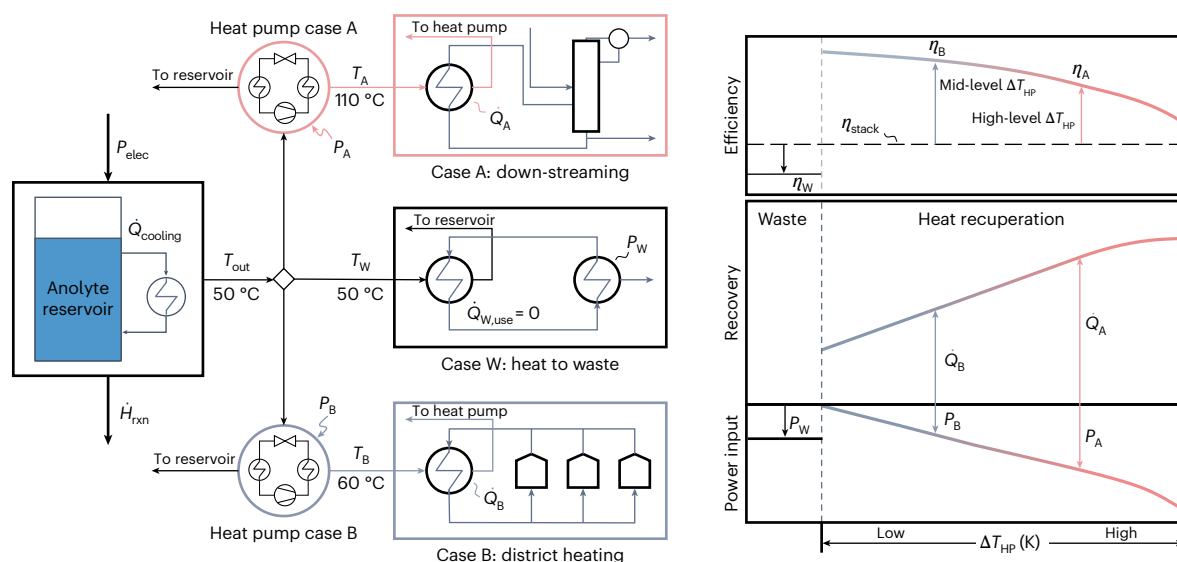 Heat pump case A
To reservoir
T_A
110 °C
P_A
To heat pump
Q̇_A
Case A: down-streaming
P_elec
Q̇_cooling
Anolyte
reservoir
T_out
50 °C
T_W
50 °C
To reservoir
P_W
Q̇_W,use = 0
Case W: heat to waste
Ḣ_rxn
P_B
To reservoir
T_B
60 °C
Heat pump case B
To heat pump
Q̇_B
Case B: district heating
Efficiency
η_B
Mid-level ΔT_HP
η_A
High-level ΔT_HP
η_stack
η_W
Waste
Heat recuperation
Recovery
Q̇_B
Q̇_A
Power input
P_W
P_B
P_A
Low
ΔT_HP (K)
High